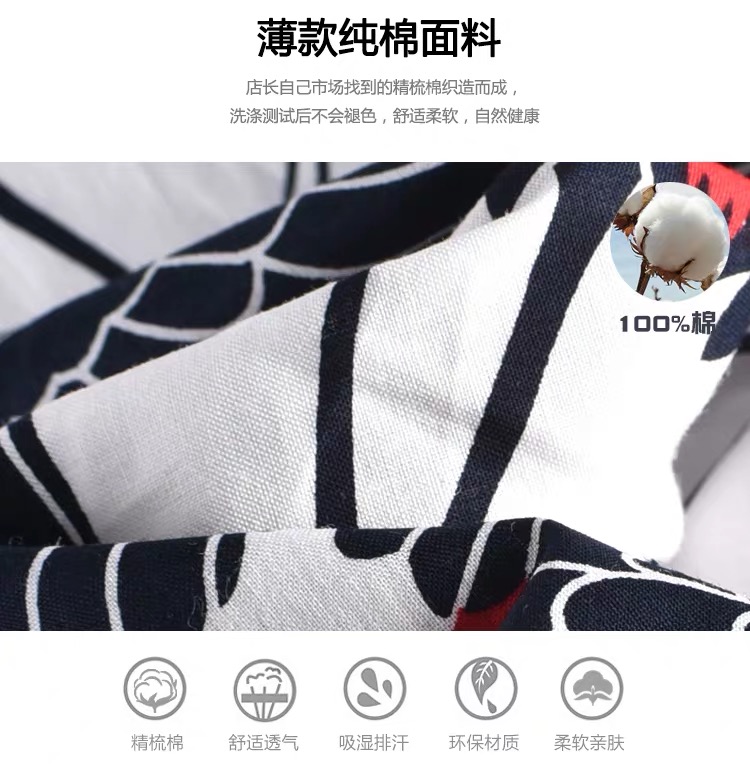 薄款纯棉面料
店长自己市场找到的精梳棉织造而成，
洗涤测试后不会褪色，舒适柔软，自然健康
100%棉
精梳棉
舒适透气
吸湿排汗
环保材质
柔软亲肤